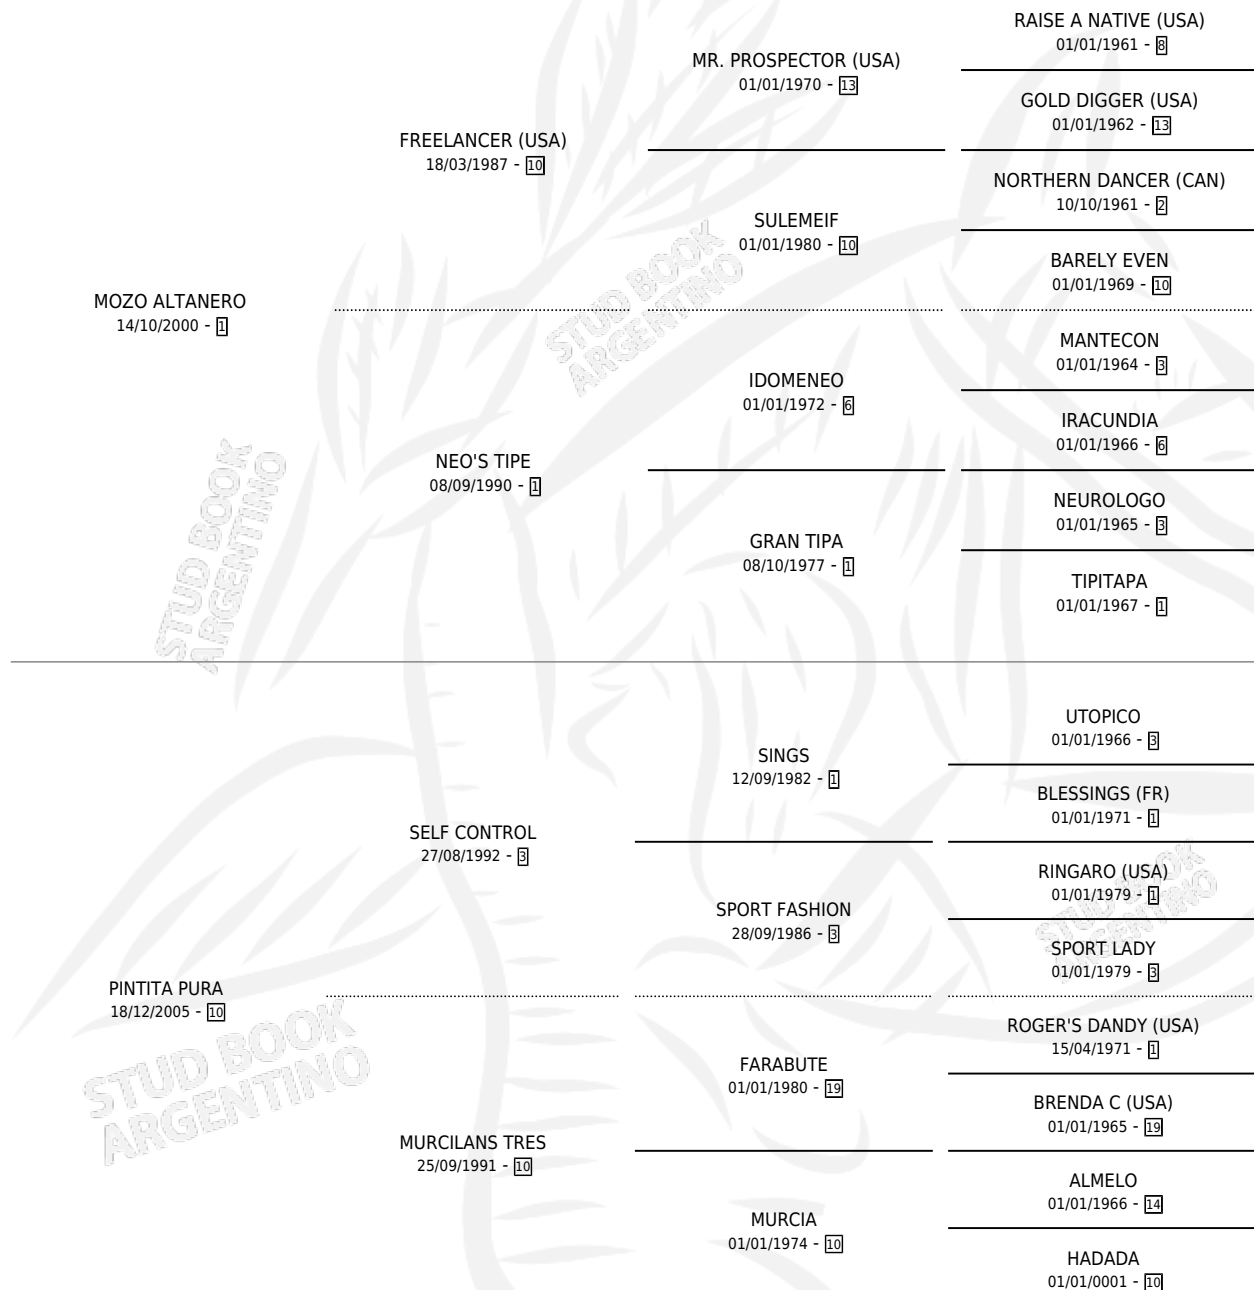 RAISE A NATIVE (USA)
01/01/1961 - 8
MR. PROSPECTOR (USA)
01/01/1970 - 13
GOLD DIGGER (USA)
01/01/1962 - 13
FREELANCER (USA)
18/03/1987 - 10
NORTHERN DANCER (CAN)
10/10/1961 - 2
SULEMEIF
01/01/1980 - 10
BARELY EVEN
01/01/1969 - 10
MOZO ALTANERO
14/10/2000 - 1
MANTECON
01/01/1964 - 3
IDOMENEO
01/01/1972 - 6
IRACUNDIA
01/01/1966 - 6
NEO'S TIPE
08/09/1990 - 1
NEUROLOGO
01/01/1965 - 3
GRAN TIPA
08/10/1977 - 1
TIPITAPA
01/01/1967 - 1
STUD BOOK
ARGENTINO
STUD BOOK
ARGENTINO
UTOPICO
01/01/1966 - 3
SINGS
12/09/1982 - 1
BLESSINGS (FR)
01/01/1971 - 1
SELF CONTROL
27/08/1992 - 3
RINGARO (USA)
01/01/1979 - 1
SPORT FASHION
28/09/1986 - 3
SPORT LADY
01/01/1979 - 3
STUD BOOK
ARGENTINO
PINTITA PURA
18/12/2005 - 10
ROGER'S DANDY (USA)
15/04/1971 - 1
FARABUTE
01/01/1980 - 19
BRENDA C (USA)
01/01/1965 - 19
MURCILANS TRES
25/09/1991 - 10
ALMELO
01/01/1966 - 14
MURCIA
01/01/1974 - 10
HADADA
01/01/0001 - 10
STUD BOOK
ARGENTINO